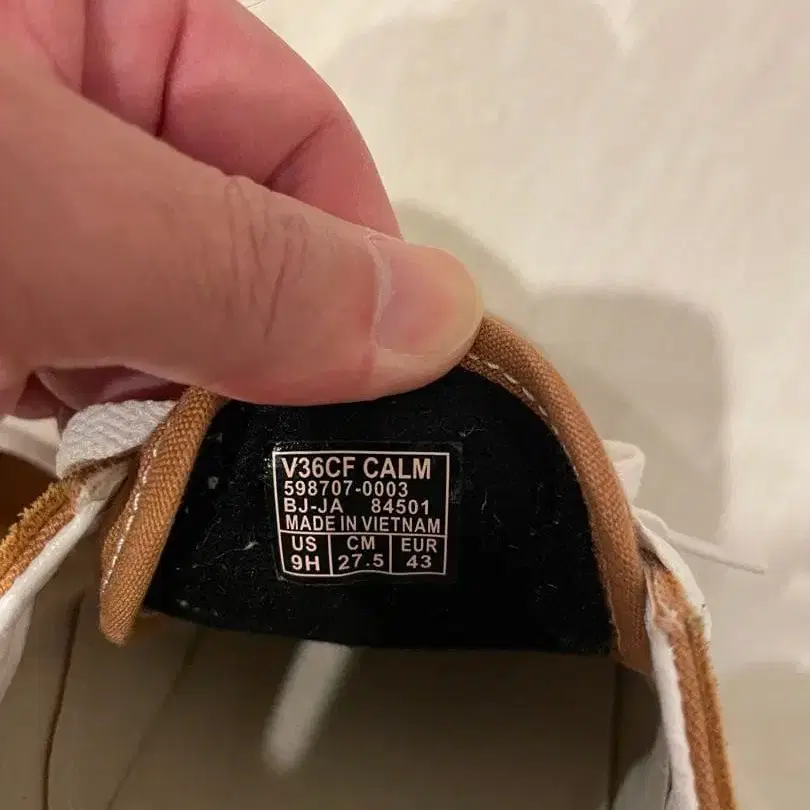 V36CF CALM
598707-0003
BJ-JA 84501
MADE IN VIETNAM
US CM EUR
9H 27.5 43